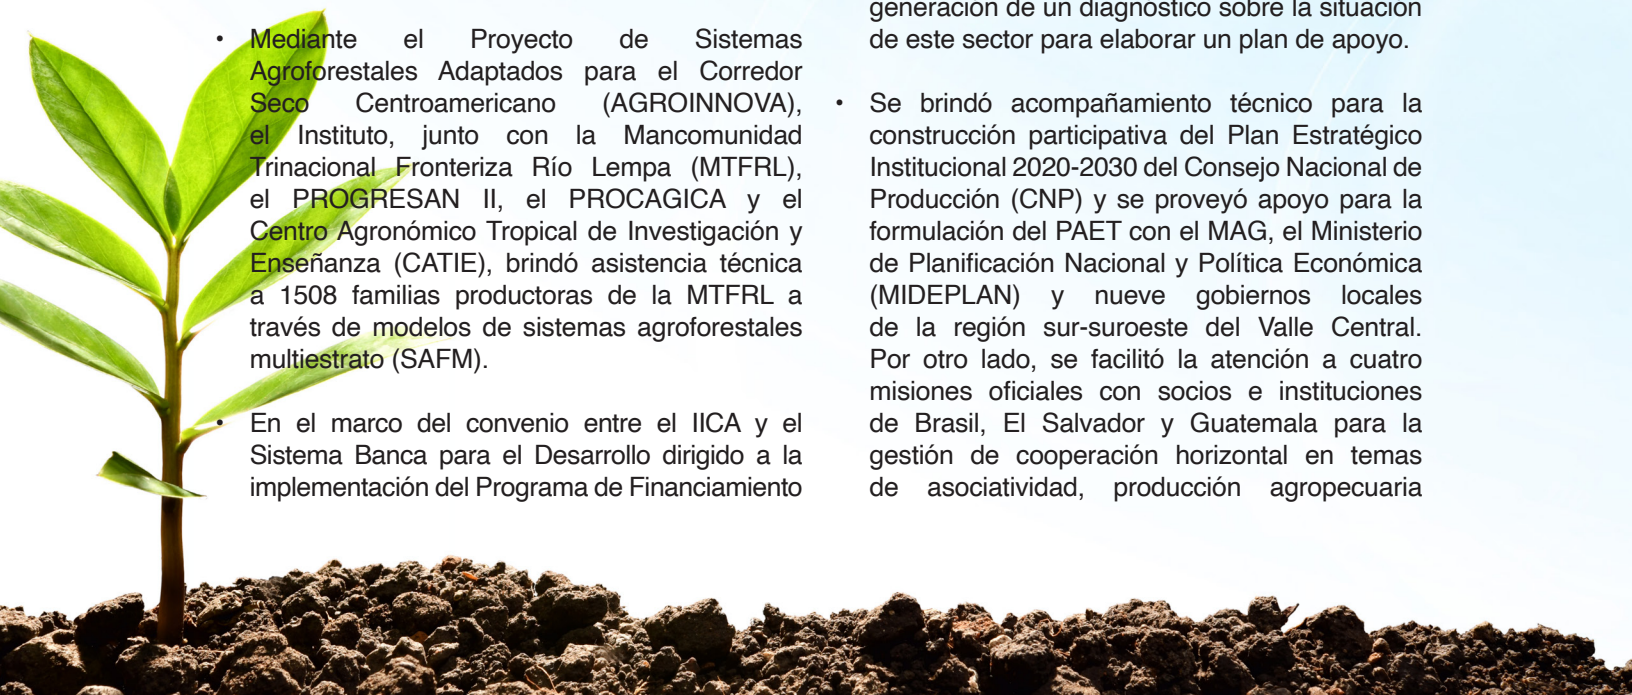 • Mediante el Proyecto de Sistemas
Agroforestales Adaptados para el Corredor
Seco Centroamericano (AGROINNOVA),
el Instituto, junto con la Mancomunidad
Trinacional Fronteriza Río Lempa (MTFRL),
el PROGRESAN II, el PROCAGICA y el
Centro Agronómico Tropical de Investigación y
Enseñanza (CATIE), brindó asistencia técnica
a 1508 familias productoras de la MTFRL a
través de modelos de sistemas agroforestales
multiestrato (SAFM).
• En el marco del convenio entre el IICA y el
Sistema Banca para el Desarrollo dirigido a la
implementación del Programa de Financiamiento
generación de un diagnóstico sobre la situación
de este sector para elaborar un plan de apoyo.
• Se brindó acompañamiento técnico para la
construcción participativa del Plan Estratégico
Institucional 2020-2030 del Consejo Nacional de
Producción (CNP) y se proveyó apoyo para la
formulación del PAET con el MAG, el Ministerio
de Planificación Nacional y Política Económica
(MIDEPLAN) y nueve gobiernos locales
de la región sur-suroeste del Valle Central.
Por otro lado, se facilitó la atención a cuatro
misiones oficiales con socios e instituciones
de Brasil, El Salvador y Guatemala para la
gestión de cooperación horizontal en temas
de asociatividad, producción agropecuaria